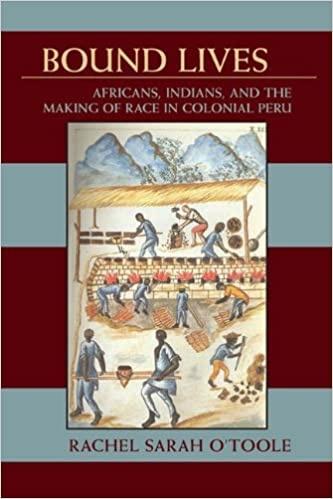 BOUND LIVES
AFRICANS, INDIANS, AND THE
MAKING OF RACE IN COLONIAL PERU
RACHEL SARAH O'TOOLE